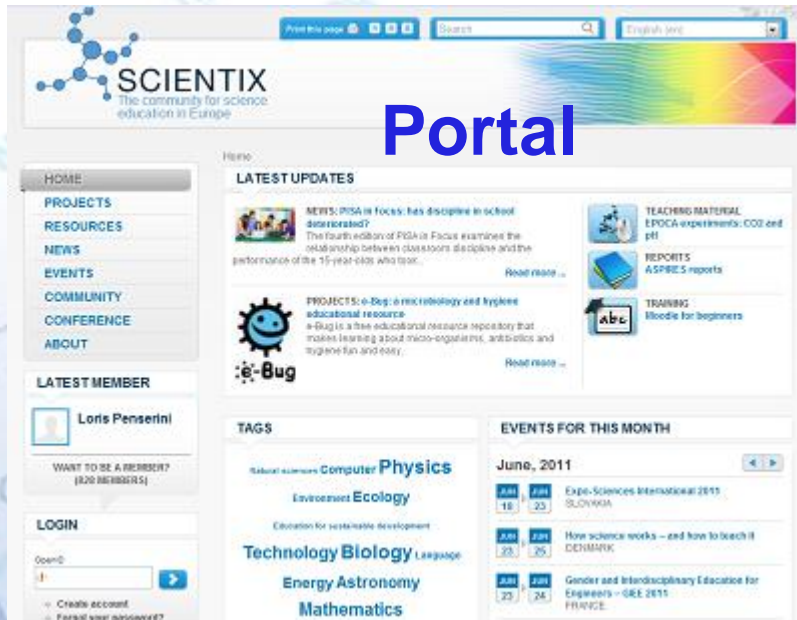 Print this page
Search
English (en)
SCIENTIX
The community for science
education in Europe
Portal
Home
HOME
PROJECTS
RESOURCES
NEWS
EVENTS
COMMUNITY
CONFERENCE
ABOUT
LATEST MEMBER
Loris Penserini
WANT TO BE A MEMBER?
(828 MEMBERS)
LOGIN
OpenID
Create account
Forgot your password?
LATEST UPDATES
NEWS: PISA in Focus: has discipline in school
deteriorated?
The fourth edition of PISA in Focus examines the
relationship between classroom discipline and the
performance of the 15-year-olds who took...
Read more ...
PROJECTS: e-Bug: a microbiology and hygiene
educational resource
e-Bug is a free educational resource repository that
makes learning about micro-organisms, antibiotics and
hygiene fun and easy.
Read more ...
e-Bug
TEACHING MATERIAL
EPOCA experiments: CO2 and
pH
REPORTS
ASPIRES reports
abc
TRAINING
Moodle for beginners
TAGS
Natural sciences Computer Physics
Environment Ecology
Education for sustainable development
Technology Biology Language
Energy Astronomy
Mathematics
EVENTS FOR THIS MONTH
June, 2011
JUN 18 JUN 23
Expo-Sciences International 2011
SLOVAKIA
JUN 23 JUN 25
How science works – and how to teach it
DENMARK
JUN 23 JUN 24
Gender and Interdisciplinary Education for
Engineers – GIEE 2011
FRANCE